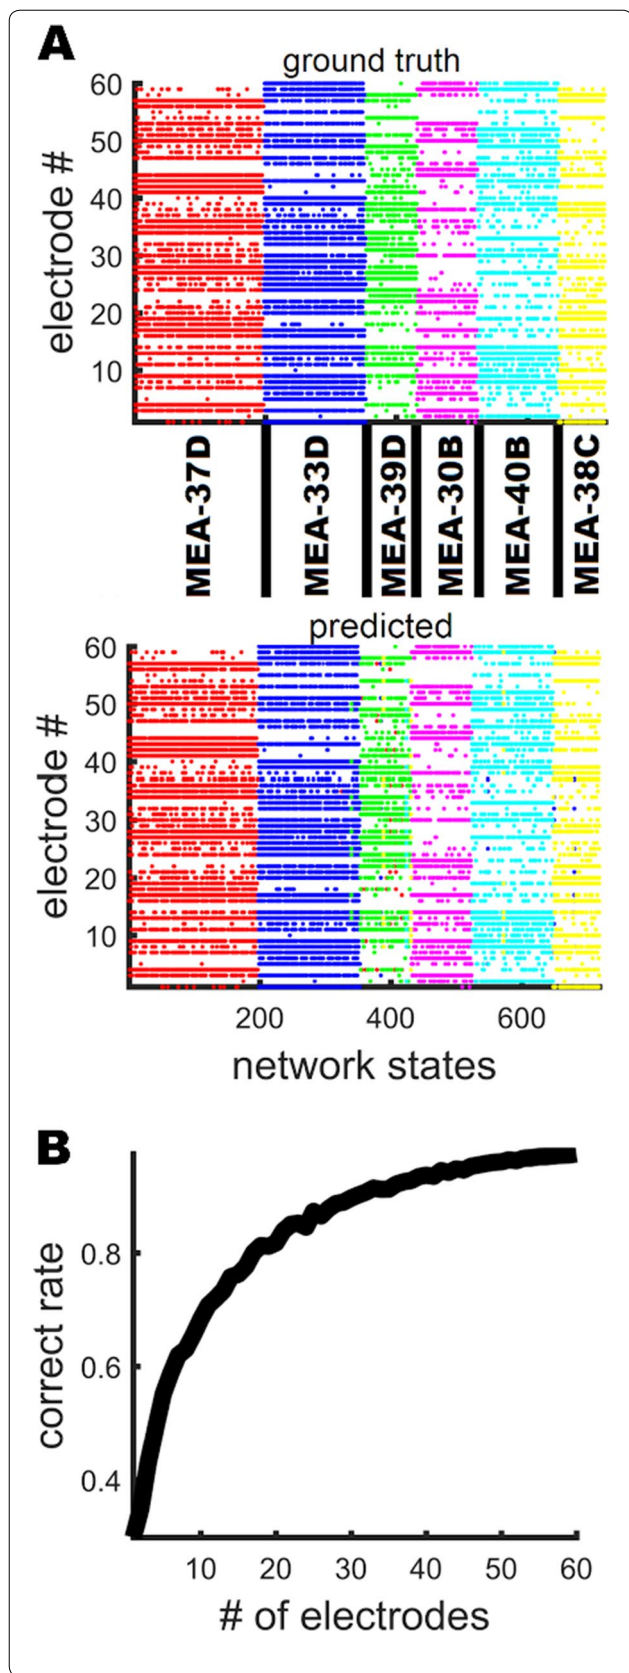 A
ground truth
electrode #
60
50
40
30
20
10
MEA-37D
MEA-33D
MEA-39D
MEA-30B
MEA-40B
MEA-38C
predicted
electrode #
60
50
40
30
20
10
200 400 600
network states
B
correct rate
0.8
0.6
0.4
10 20 30 40 50 60
# of electrodes